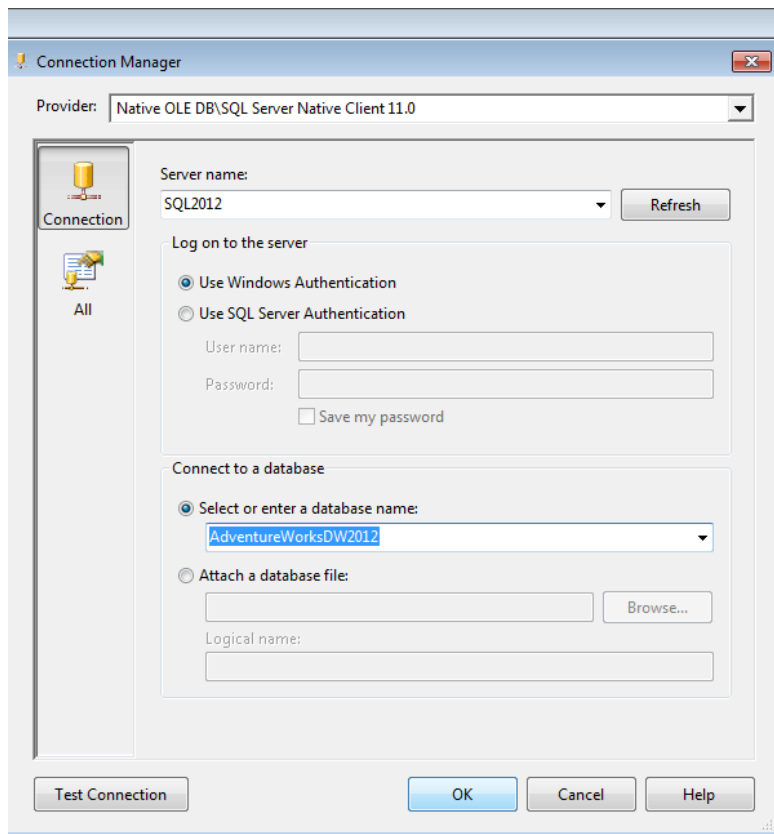 Connection Manager
Provider: Native OLE DB\SQL Server Native Client 11.0
Connection
All
Server name:
SQL2012
Refresh
Log on to the server
Use Windows Authentication
Use SQL Server Authentication
User name:
Password:
Save my password
Connect to a database
Select or enter a database name:
AdventureWorksDW2012
Attach a database file:
Browse...
Logical name:
Test Connection OK Cancel Help